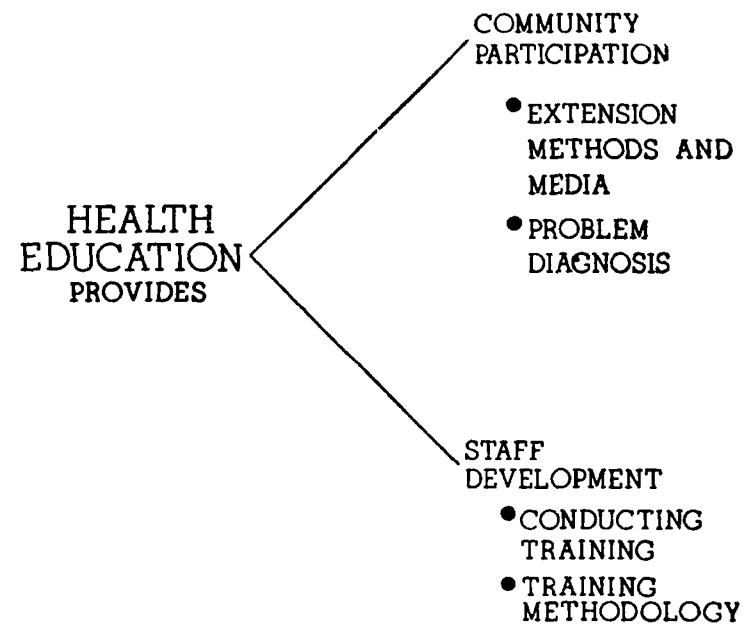 HEALTH
EDUCATION
PROVIDES
COMMUNITY
PARTICIPATION
● EXTENSION
METHODS AND
MEDIA
● PROBLEM
DIAGNOSIS
STAFF
DEVELOPMENT
● CONDUCTING
TRAINING
● TRAINING
METHODOLOGY